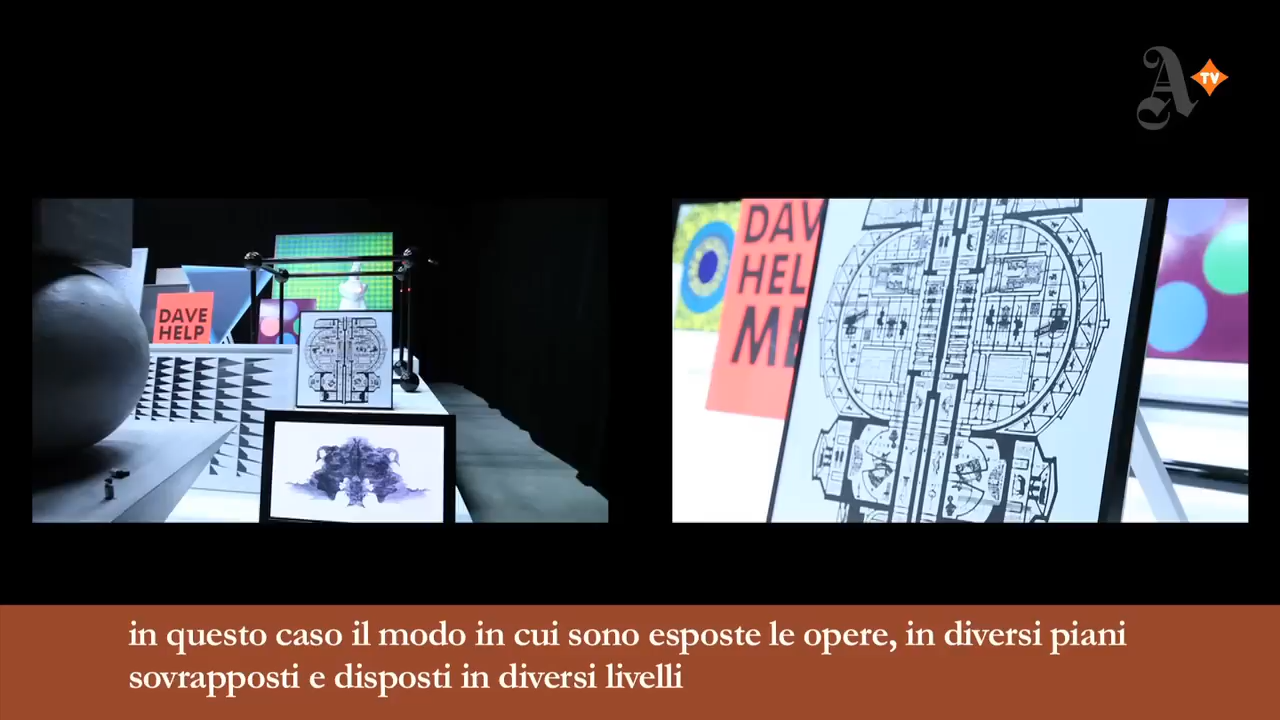 A
TV
DAVE
HELP
DAV
HEL
ME
in questo caso il modo in cui sono esposte le opere, in diversi piani
sovrapposti e disposti in diversi livelli